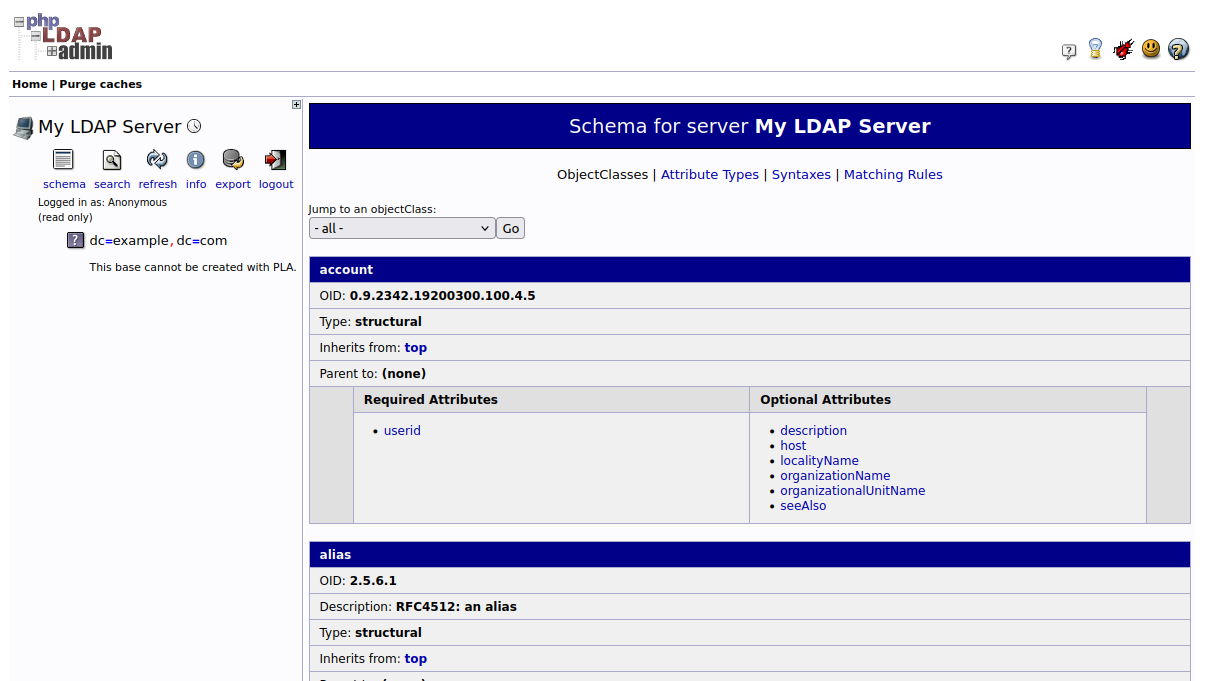 php
LDAP
admin
Home | Purge caches
My LDAP Server
schema search refresh info export logout
Logged in as: Anonymous
(read only)
dc=example,dc=com
This base cannot be created with PLA.
Schema for server My LDAP Server
ObjectClasses | Attribute Types | Syntaxes | Matching Rules
Jump to an objectClass:
- all - Go
account
OID: 0.9.2342.19200300.100.4.5
Type: structural
Inherits from: top
Parent to: (none)
Required Attributes Optional Attributes
userid
description
host
localityName
organizationName
organizationalUnitName
seeAlso
alias
OID: 2.5.6.1
Description: RFC4512: an alias
Type: structural
Inherits from: top